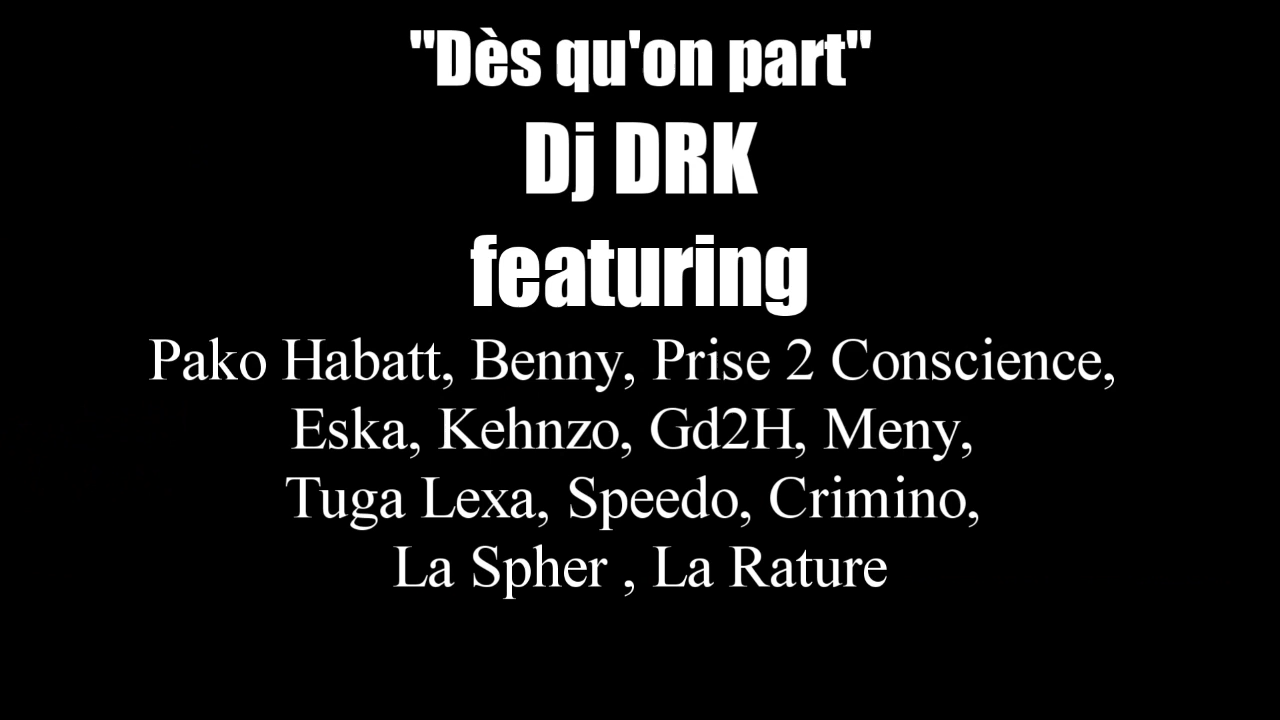 "Dès qu'on part"
Dj DRK
featuring
Pako Habatt, Benny, Prise 2 Conscience,
Eska, Kehnzo, Gd2H, Meny,
Tuga Lexa, Speedo, Crimino,
La Spher , La Rature